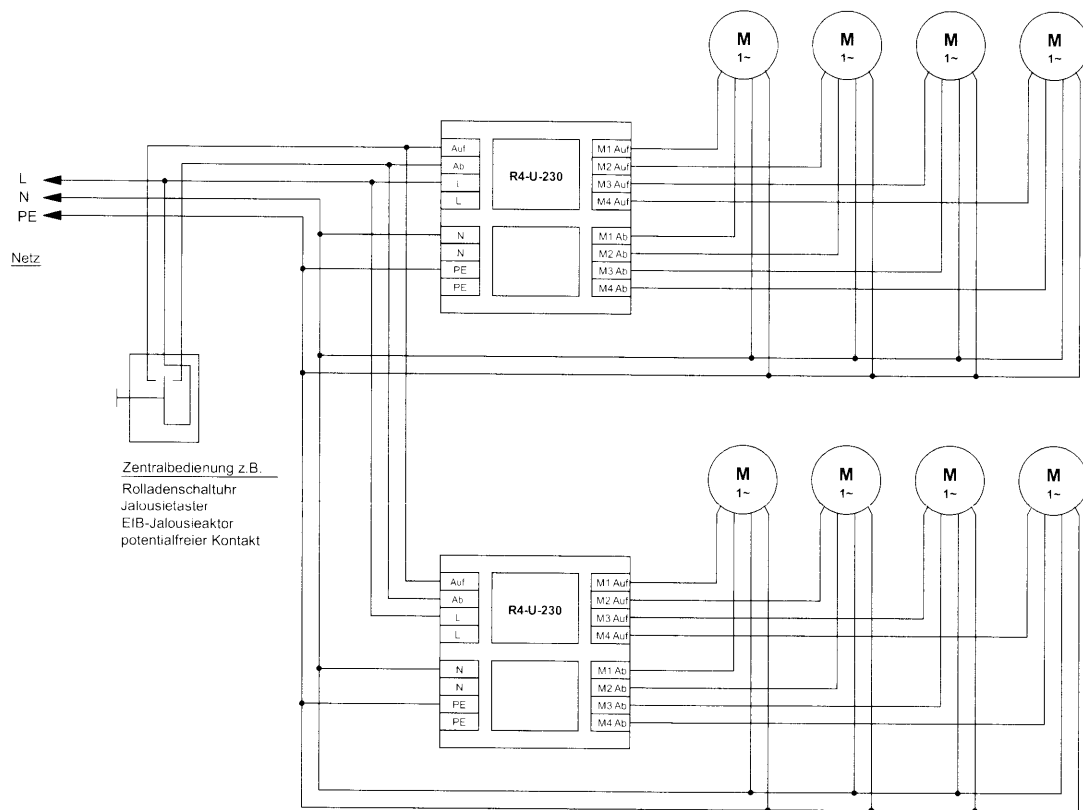 M
1~
M
1~
M
1~
M
1~
Auf
Ab
L
L
R4-U-230
M1 Auf
M2 Auf
M3 Auf
M4 Auf
N
N
PE
PE
M1 Ab
M2 Ab
M3 Ab
M4 Ab
L
N
PE
Netz
Zentralbedienung z.B.
Rolladenschaltuhr
Jalousietaster
EIB-Jalousieaktor
potentialfreier Kontakt
M
1~
M
1~
M
1~
M
1~
Auf
Ab
L
L
R4-U-230
M1 Auf
M2 Auf
M3 Auf
M4 Auf
N
N
PE
PE
M1 Ab
M2 Ab
M3 Ab
M4 Ab